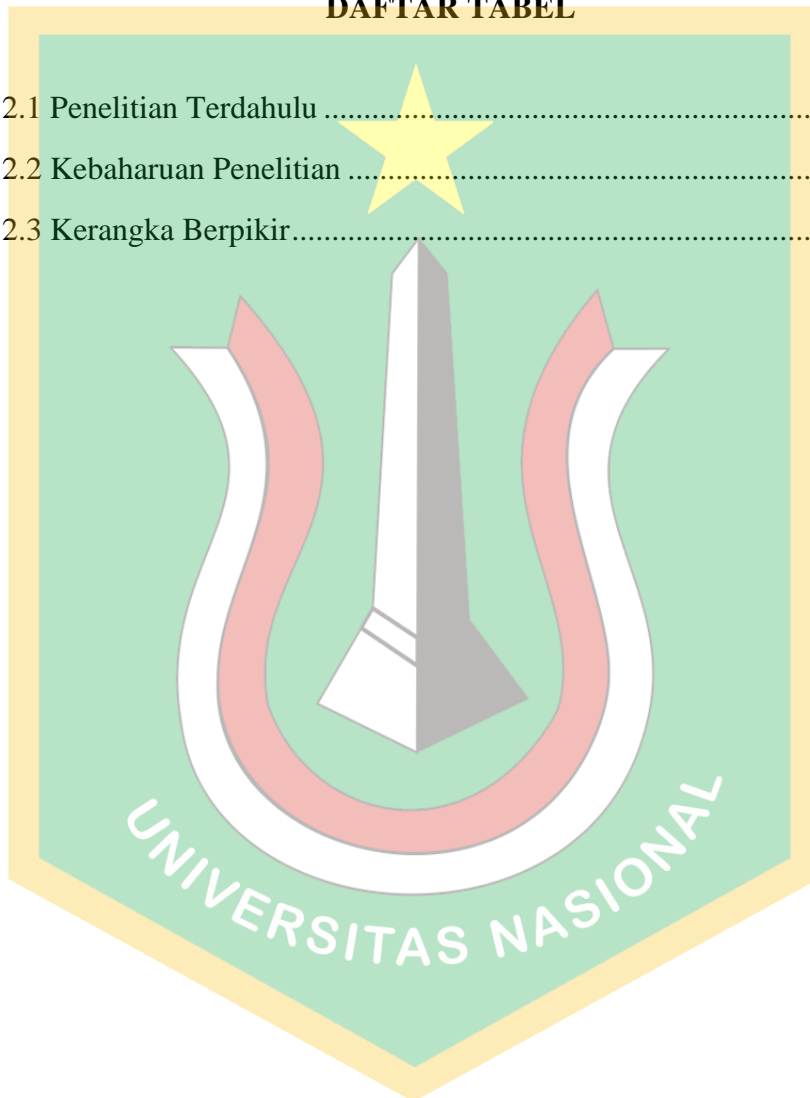 DAFTAR TABEL
2.1 Penelitian Terdahulu ............................................................
2.2 Kebaharuan Penelitian .........................................................
2.3 Kerangka Berpikir................................................................
UNIVERSITAS NASIONAL